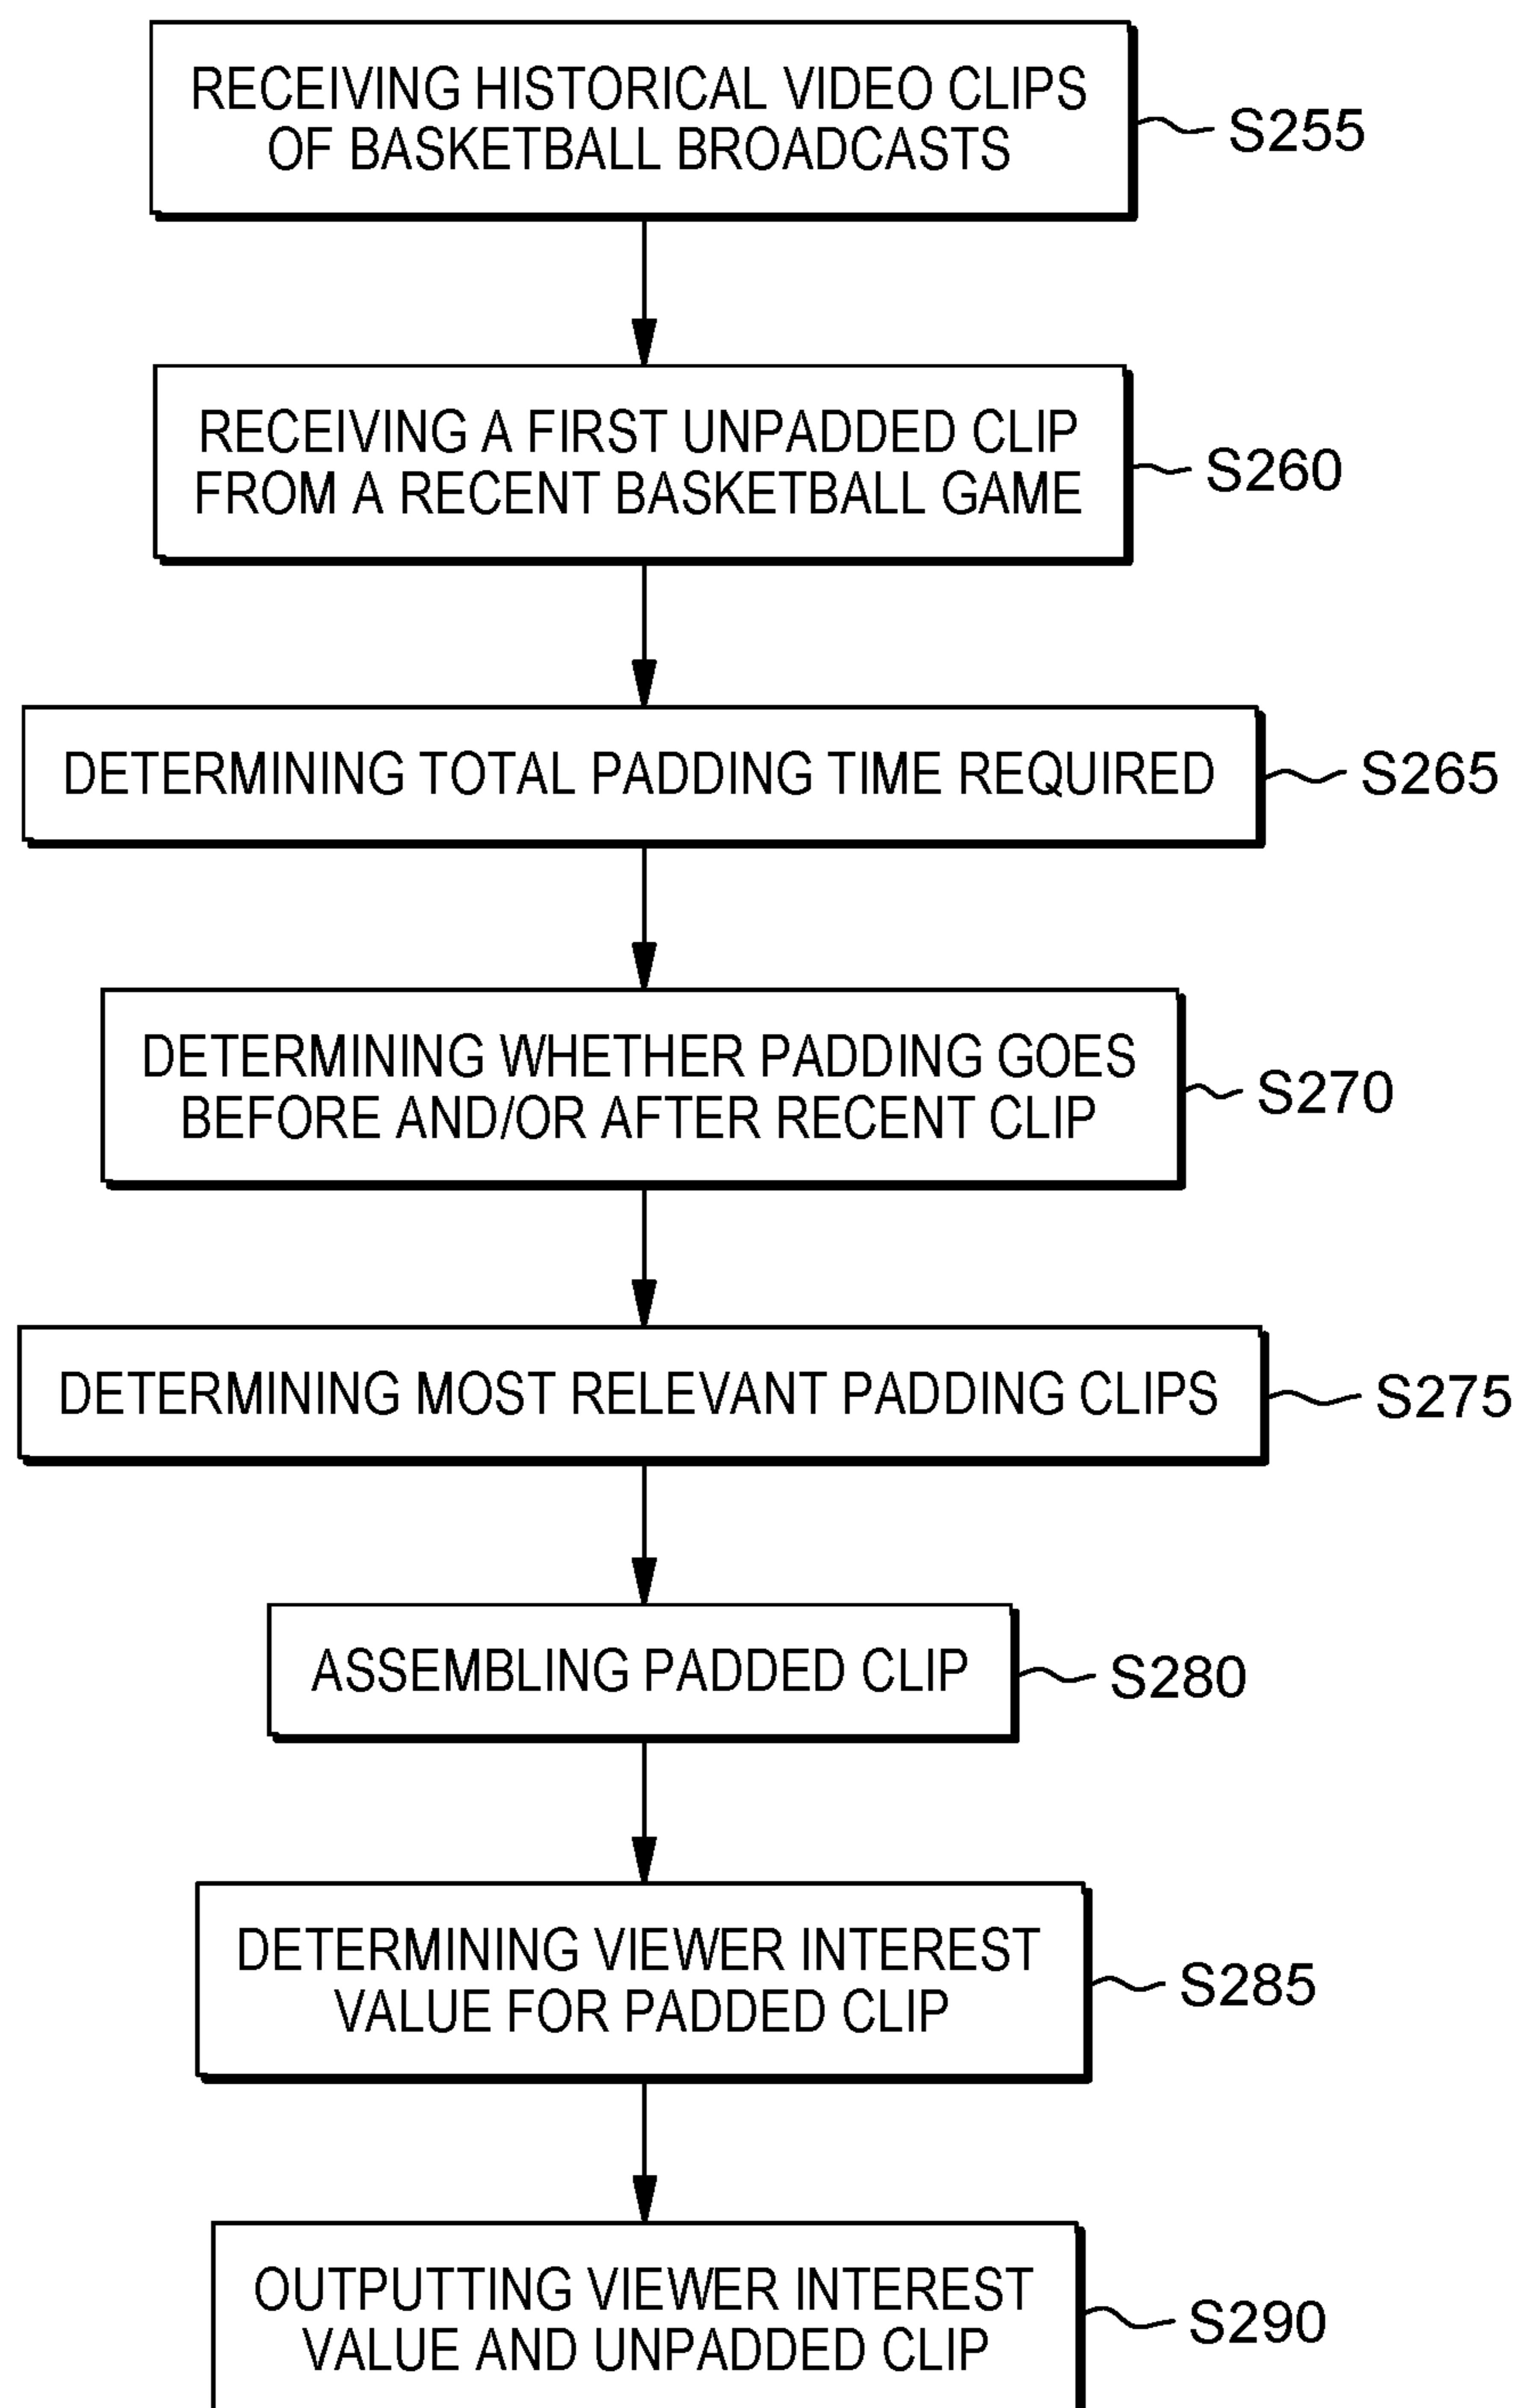 RECEIVING HISTORICAL VIDEO CLIPS
OF BASKETBALL BROADCASTS
S255
RECEIVING A FIRST UNPADDED CLIP
FROM A RECENT BASKETBALL GAME
S260
DETERMINING TOTAL PADDING TIME REQUIRED
S265
DETERMINING WHETHER PADDING GOES
BEFORE AND/OR AFTER RECENT CLIP
S270
DETERMINING MOST RELEVANT PADDING CLIPS
S275
ASSEMBLING PADDED CLIP
S280
DETERMINING VIEWER INTEREST
VALUE FOR PADDED CLIP
S285
OUTPUTTING VIEWER INTEREST
VALUE AND UNPADDED CLIP
S290